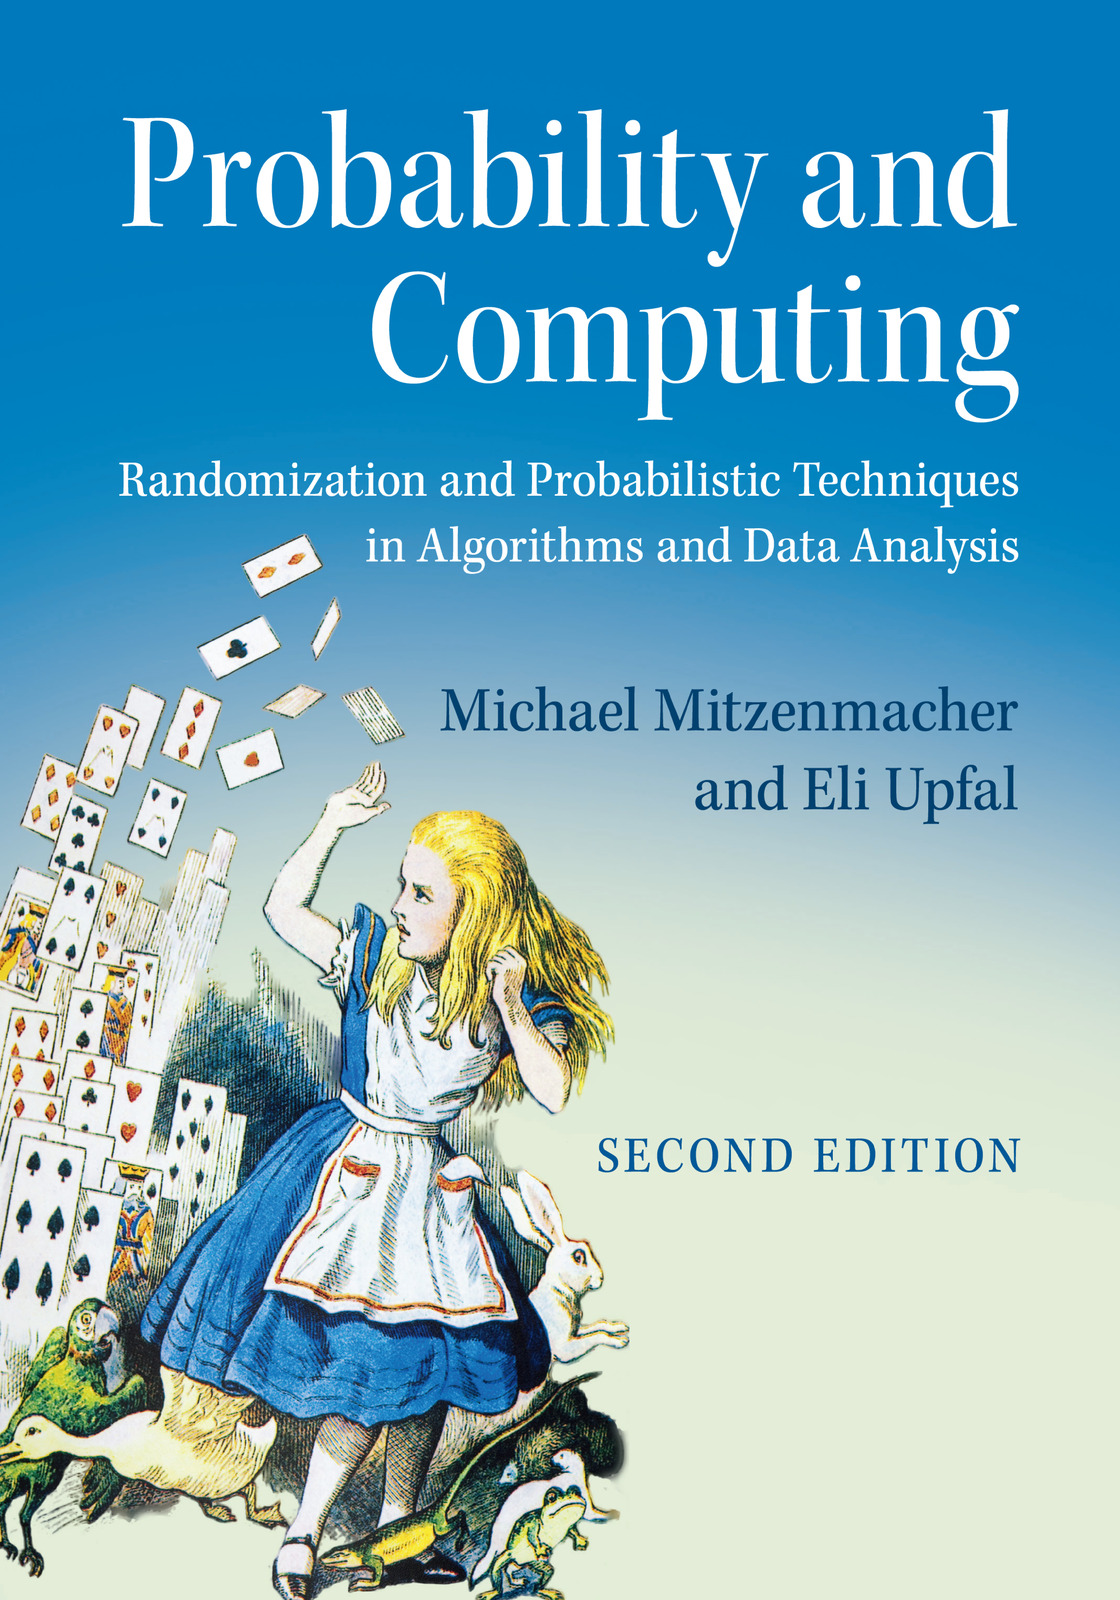 Probability and
Computing
Randomization and Probabilistic Techniques
in Algorithms and Data Analysis
Michael Mitzenmacher
and Eli Upfal
SECOND EDITION